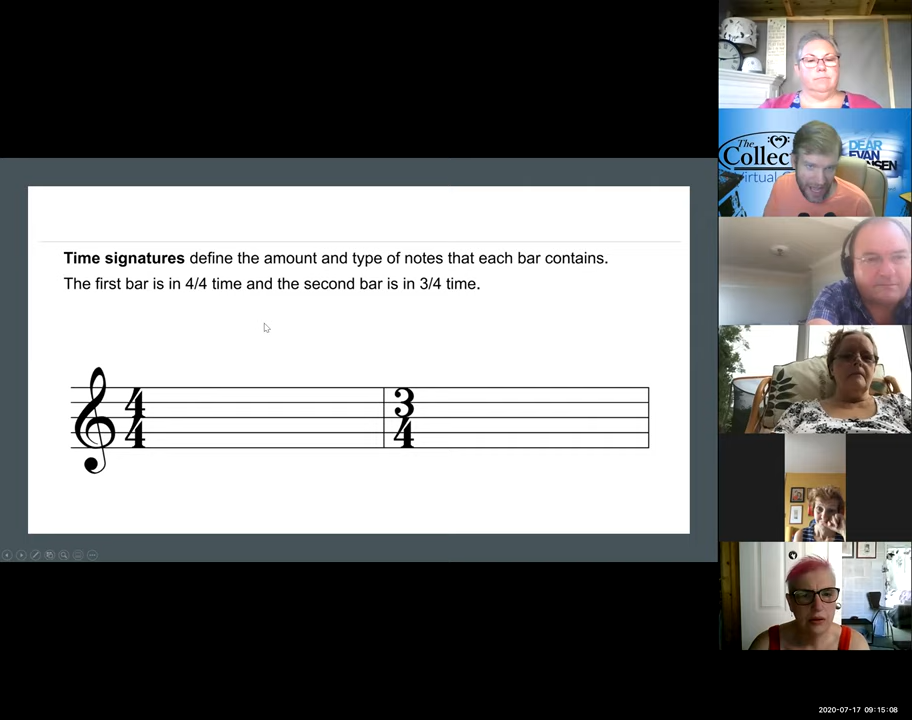 Time signatures define the amount and type of notes that each bar contains.
The first bar is in 4/4 time and the second bar is in 3/4 time.
4
4
3
4
The
Collec
Virtual
DEAR
EVAN
NSEN
2020-07-17 09:15:08